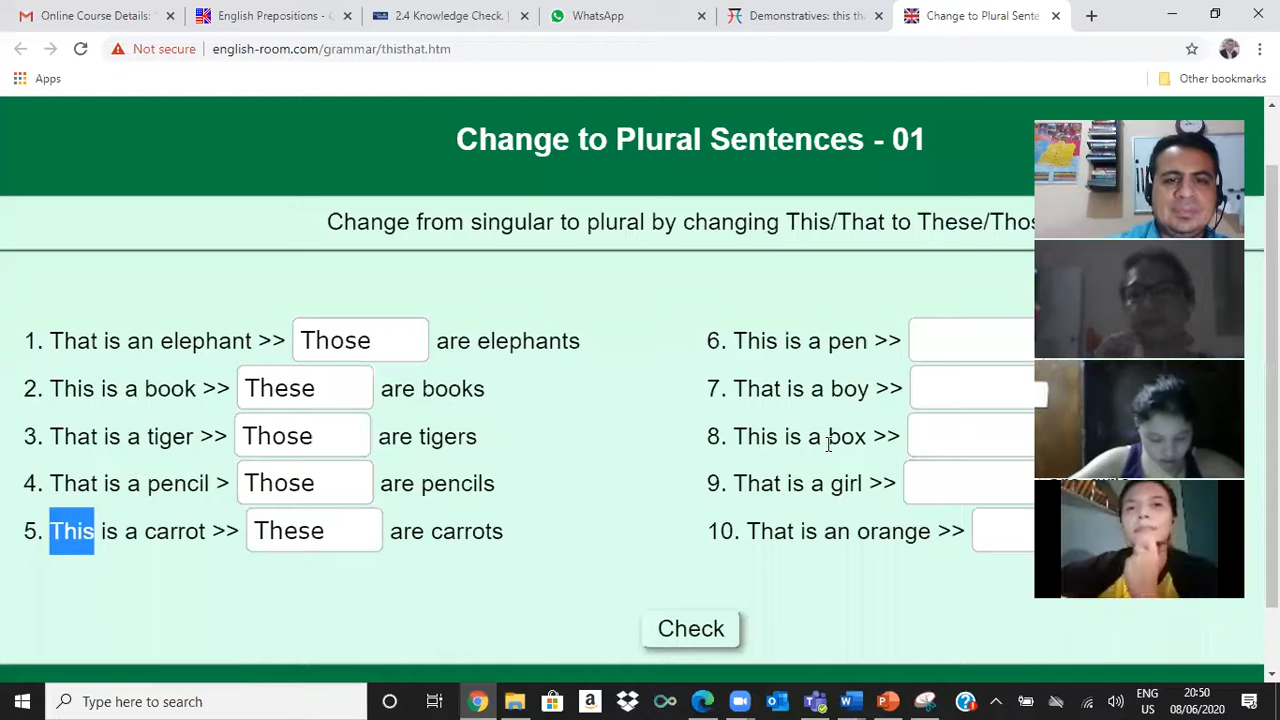 Online Course Details
English Prepositions - Q
2.4 Knowledge Check.
WhatsApp
Demonstratives: this th
Change to Plural Sente
Not secure
english-room.com/grammar/thisthat.htm
Apps
Other bookmarks
Change to Plural Sentences - 01
Change from singular to plural by changing This/That to These/Thos
1. That is an elephant >> Those are elephants
2. This is a book >> These are books
3. That is a tiger >> Those are tigers
4. That is a pencil > Those are pencils
5. This is a carrot >> These are carrots
6. This is a pen >>
7. That is a boy >>
8. This is a box >>
9. That is a girl >>
10. That is an orange >>
Check
Type here to search
ENG
US
20:50
08/06/2020